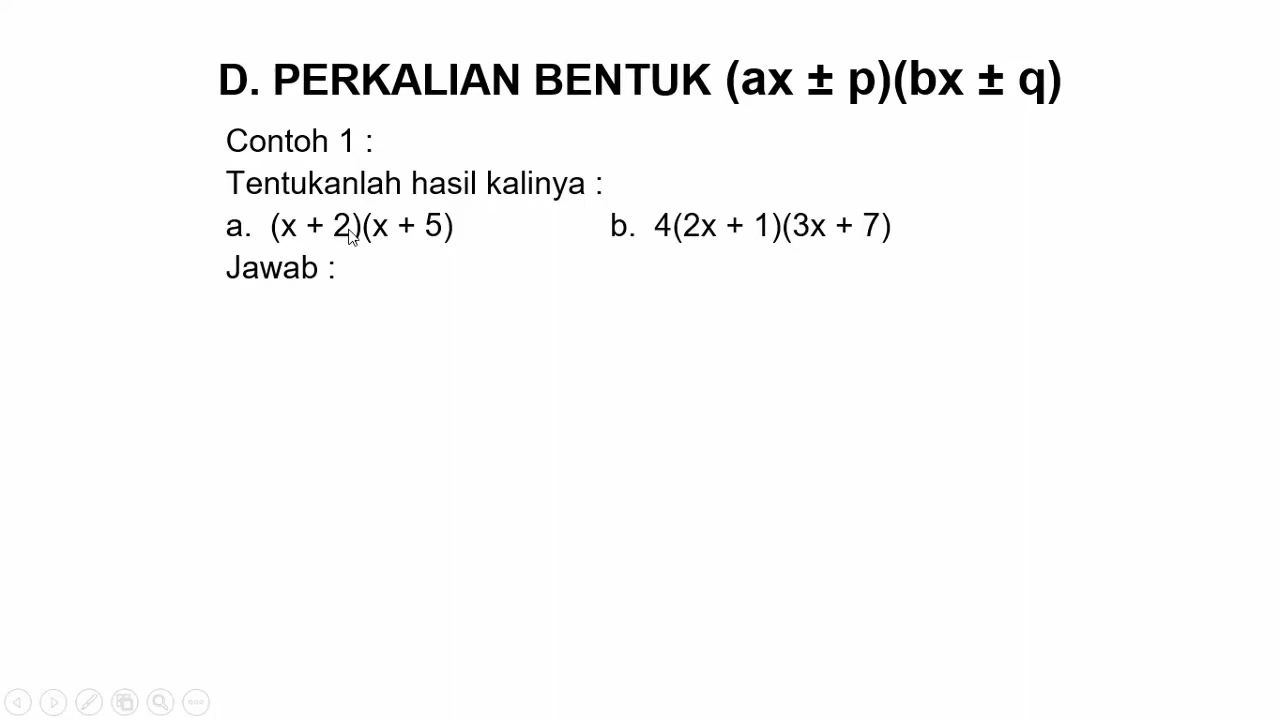 D. PERKALIAN BENTUK (ax ± p)(bx ± q)
Contoh 1 :
Tentukanlah hasil kalinya :
a. (x + 2)(x + 5) b. 4(2x + 1)(3x + 7)
Jawab :